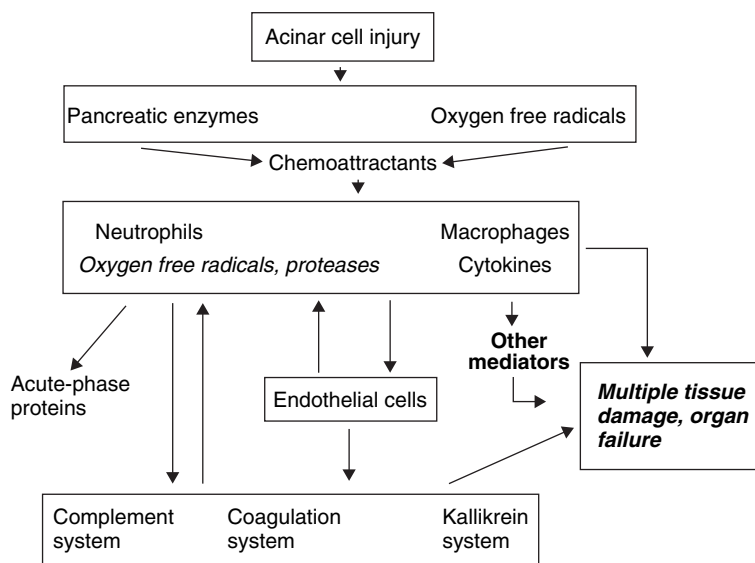 Acinar cell injury
Pancreatic enzymes
Oxygen free radicals
Chemoattractants
Neutrophils
Macrophages
Oxygen free radicals, proteases
Cytokines
Other
mediators
Acute-phase
proteins
Endothelial cells
Multiple tissue
damage, organ
failure
Complement
system
Coagulation
system
Kallikrein
system